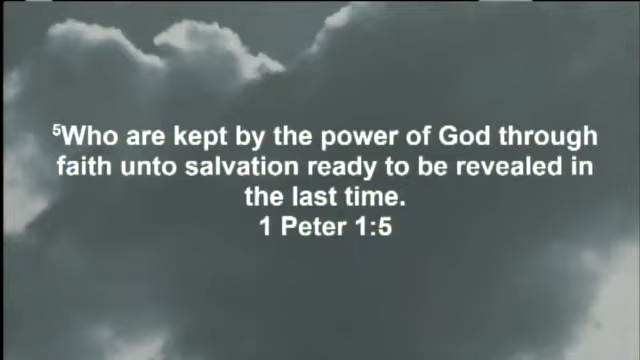 ⁵Who are kept by the power of God through
faith unto salvation ready to be revealed in
the last time.
1 Peter 1:5